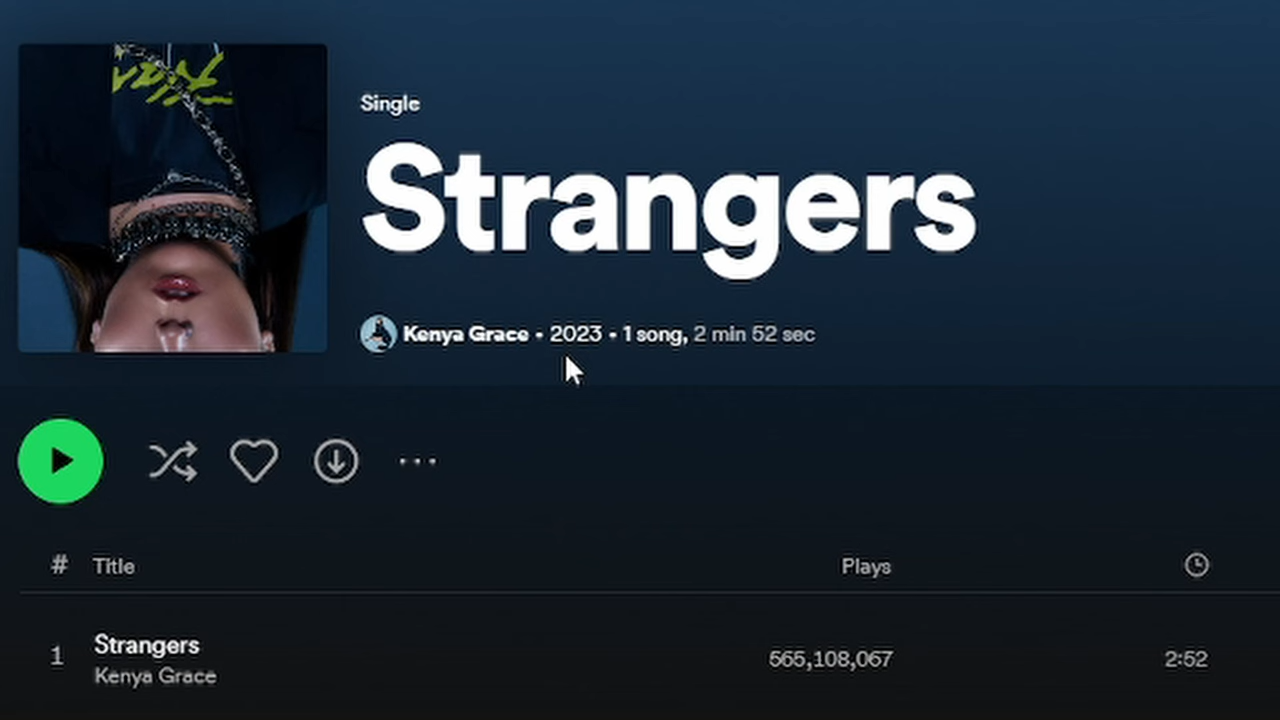 Single
Strangers
Kenya Grace • 2023 • 1 song, 2 min 52 sec
# Title Plays
1 Strangers 565,108,067 2:52
Kenya Grace